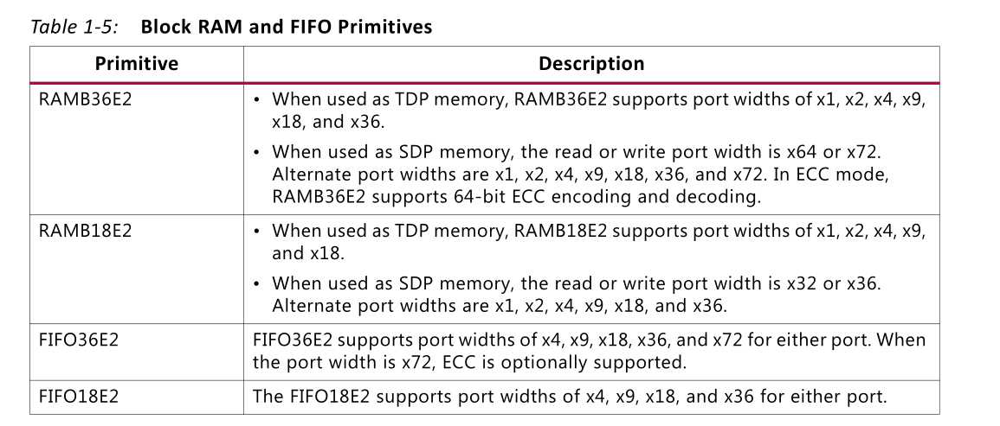 Table 1-5: Block RAM and FIFO Primitives
Primitive Description
RAMB36E2
• When used as TDP memory, RAMB36E2 supports port widths of x1, x2, x4, x9,
x18, and x36.
• When used as SDP memory, the read or write port width is x64 or x72.
Alternate port widths are x1, x2, x4, x9, x18, x36, and x72. In ECC mode,
RAMB36E2 supports 64-bit ECC encoding and decoding.
RAMB18E2
• When used as TDP memory, RAMB18E2 supports port widths of x1, x2, x4, x9,
and x18.
• When used as SDP memory, the read or write port width is x32 or x36.
Alternate port widths are x1, x2, x4, x9, x18, and x36.
FIFO36E2
FIFO36E2 supports port widths of x4, x9, x18, x36, and x72 for either port. When
the port width is x72, ECC is optionally supported.
FIFO18E2
The FIFO18E2 supports port widths of x4, x9, x18, and x36 for either port.